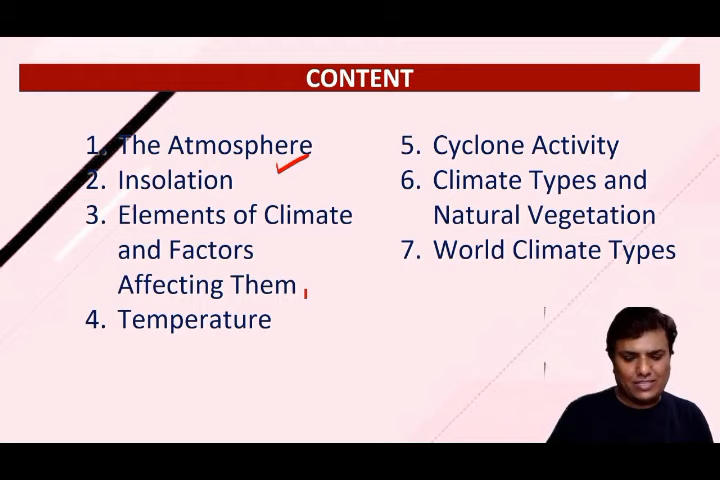 CONTENT
1. The Atmosphere
2. Insolation
3. Elements of Climate
and Factors
Affecting Them
4. Temperature
5. Cyclone Activity
6. Climate Types and
Natural Vegetation
7. World Climate Types